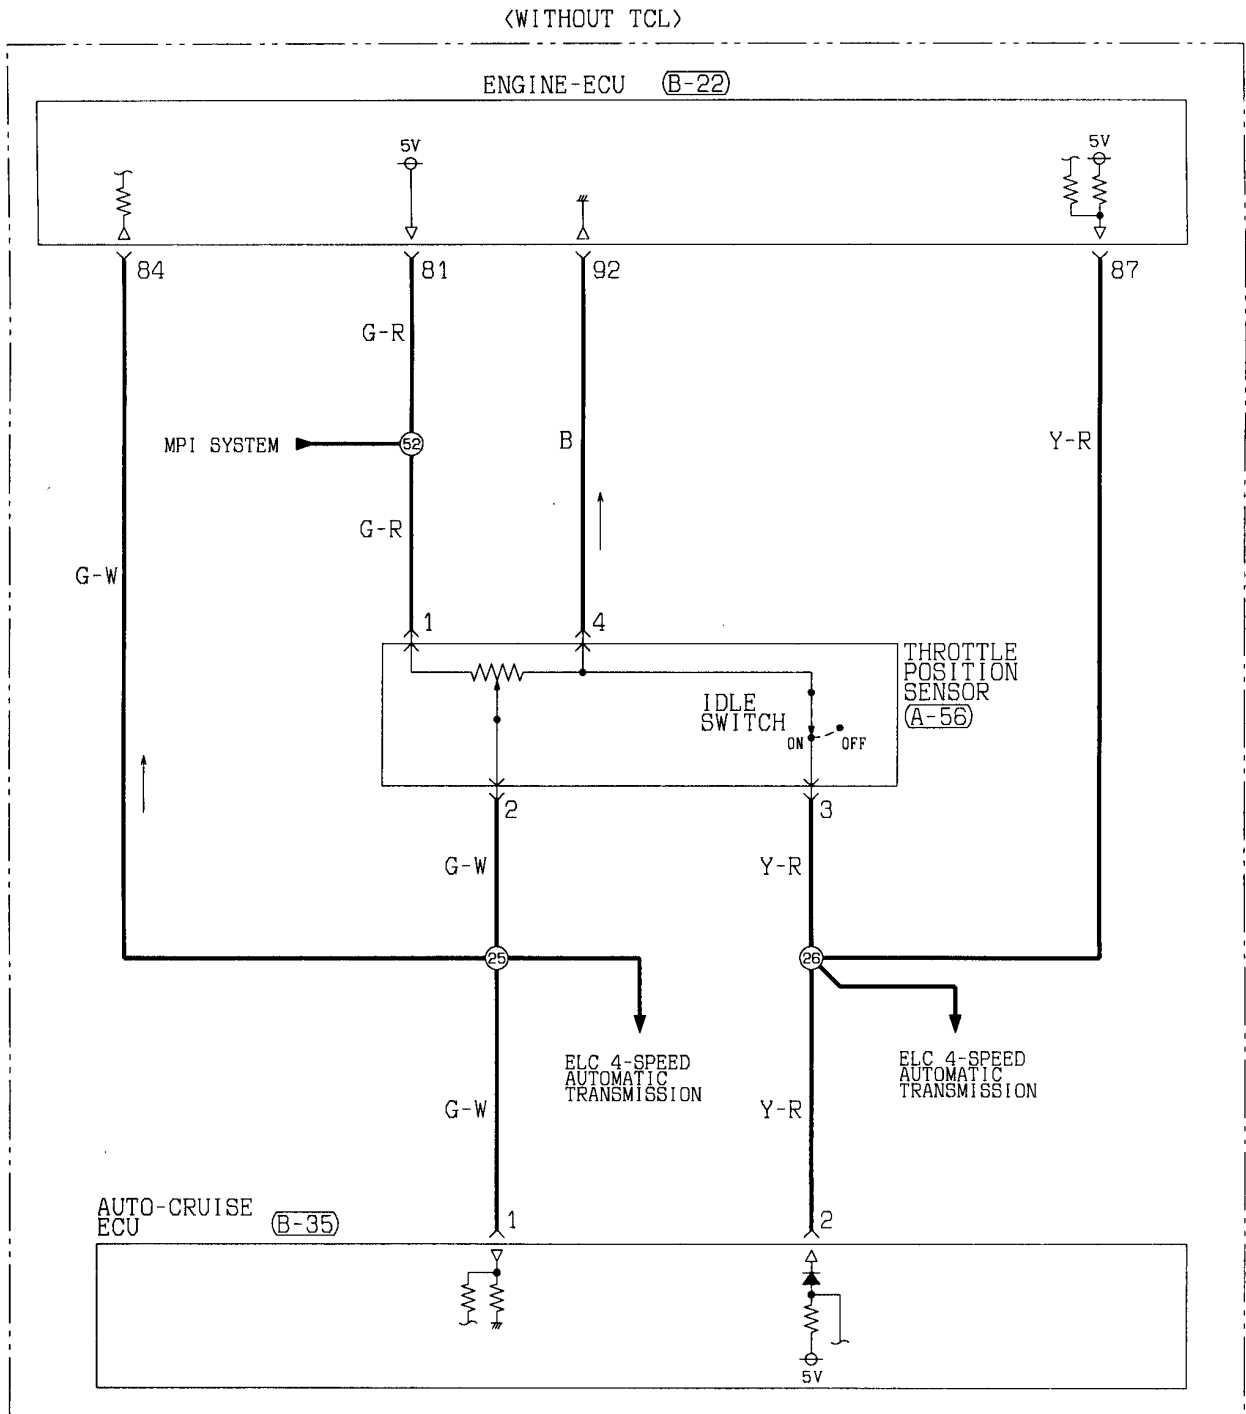 <WITHOUT TCL>
ENGINE-ECU (B-22)
5V
5V
84
81
92
87
G-R
MPI SYSTEM
52
B
Y-R
G-R
G-W
1
4
THROTTLE
POSITION
SENSOR
(A-56)
IDLE
SWITCH
ON
OFF
2
3
G-W
Y-R
25
26
ELC 4-SPEED
AUTOMATIC
TRANSMISSION
ELC 4-SPEED
AUTOMATIC
TRANSMISSION
G-W
Y-R
AUTO-CRUISE
ECU (B-35)
1
2
5V